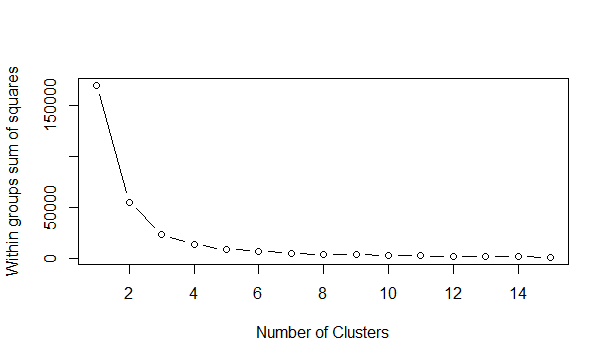 Within groups sum of squares
150000
50000
0
2 4 6 8 10 12 14
Number of Clusters